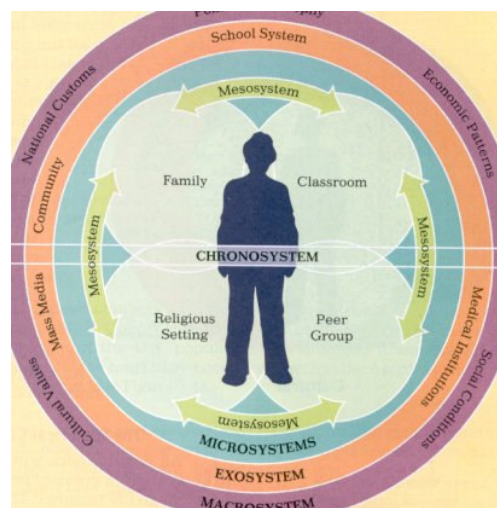 School System
Mesosystem
National Customs
Economic Patterns
Community
Family
Classroom
Mesosystem
Mesosystem
CHRONOSYSTEM
Mass Media
Medical Institutions
Religious
Setting
Peer
Group
Cultural Values
Social Conditions
Mesosystem
MICROSYSTEMS
EXOSYSTEM
MACROSYSTEM